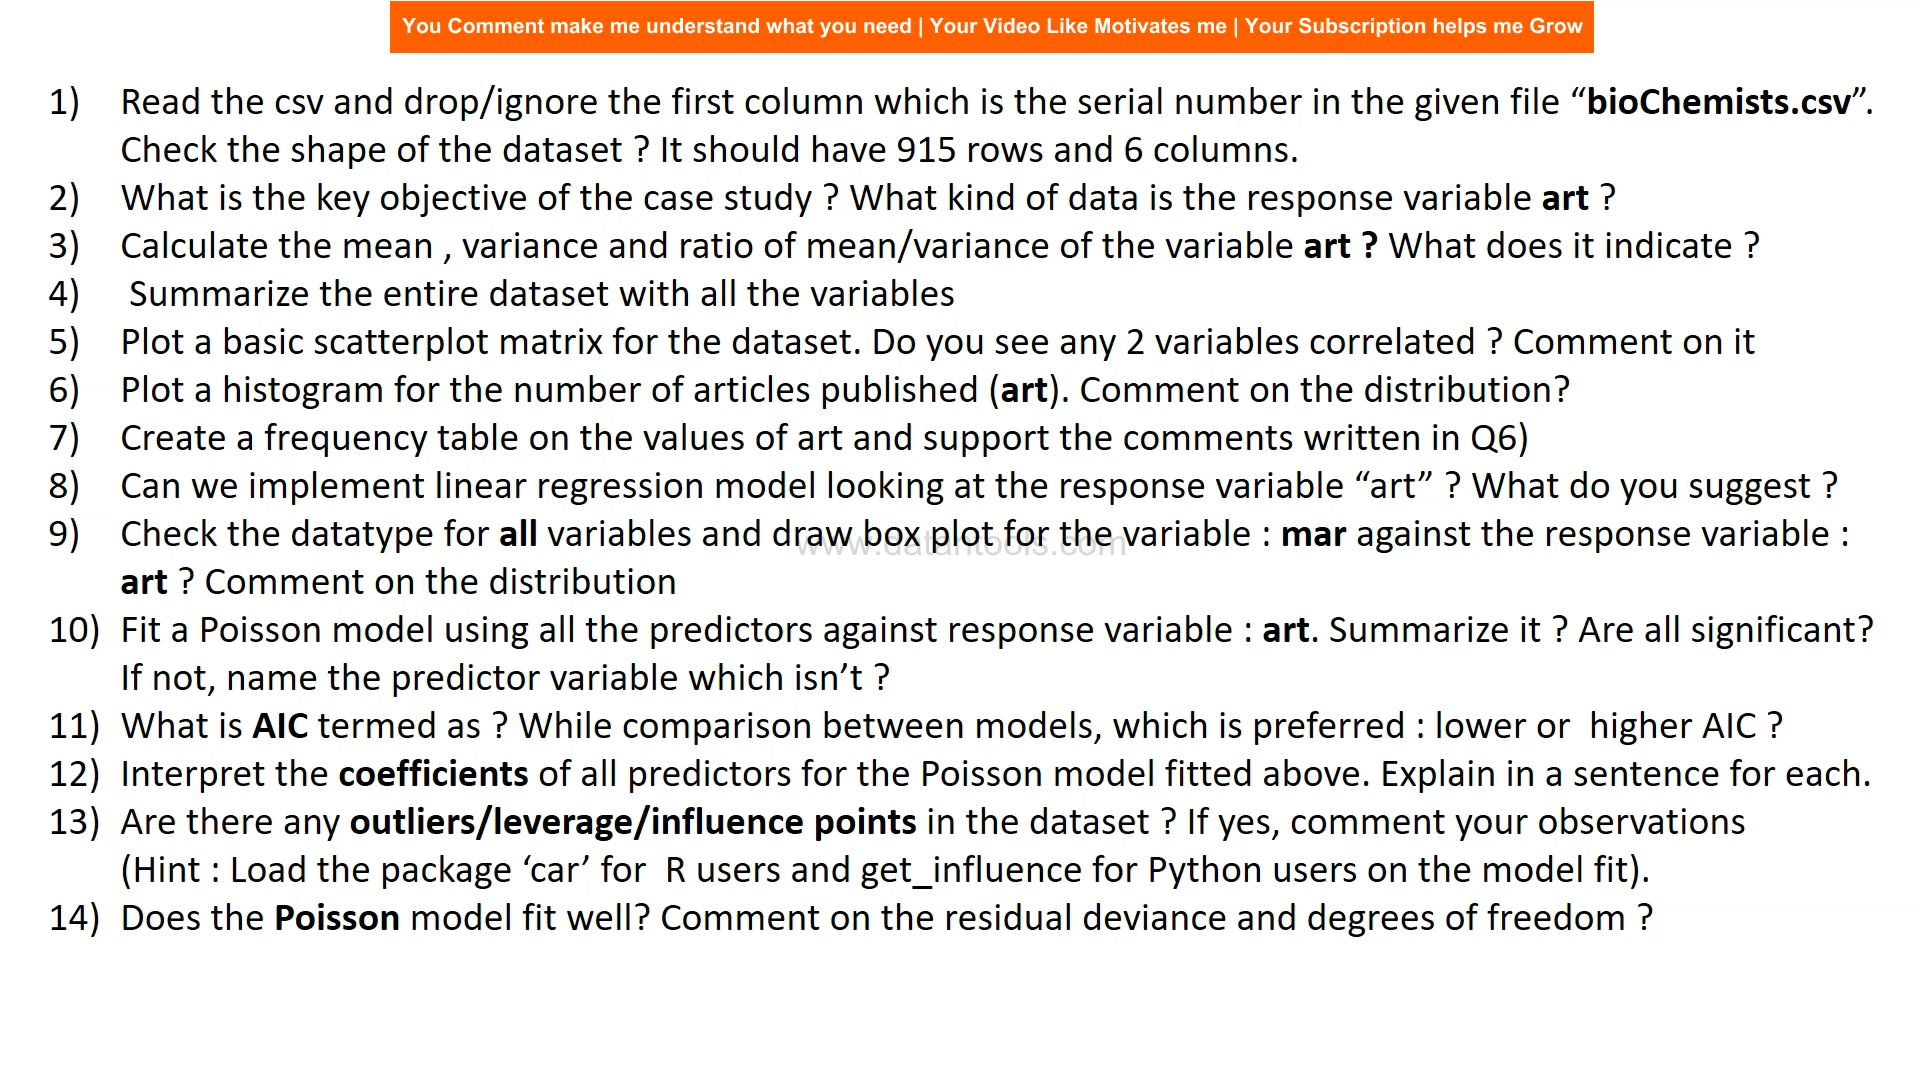 You Comment make me understand what you need | Your Video Like Motivates me | Your Subscription helps me Grow
1) Read the csv and drop/ignore the first column which is the serial number in the given file “bioChemists.csv”.
Check the shape of the dataset ? It should have 915 rows and 6 columns.
2) What is the key objective of the case study ? What kind of data is the response variable art ?
3) Calculate the mean , variance and ratio of mean/variance of the variable art ? What does it indicate ?
4) Summarize the entire dataset with all the variables
5) Plot a basic scatterplot matrix for the dataset. Do you see any 2 variables correlated ? Comment on it
6) Plot a histogram for the number of articles published (art). Comment on the distribution?
7) Create a frequency table on the values of art and support the comments written in Q6)
8) Can we implement linear regression model looking at the response variable “art” ? What do you suggest ?
9) Check the datatype for all variables and draw box plot for the variable : mar against the response variable :
www.datantools.com
art ? Comment on the distribution
10) Fit a Poisson model using all the predictors against response variable : art. Summarize it ? Are all significant?
If not, name the predictor variable which isn’t ?
11) What is AIC termed as ? While comparison between models, which is preferred : lower or higher AIC ?
12) Interpret the coefficients of all predictors for the Poisson model fitted above. Explain in a sentence for each.
13) Are there any outliers/leverage/influence points in the dataset ? If yes, comment your observations
(Hint : Load the package ‘car’ for R users and get_influence for Python users on the model fit).
14) Does the Poisson model fit well? Comment on the residual deviance and degrees of freedom ?